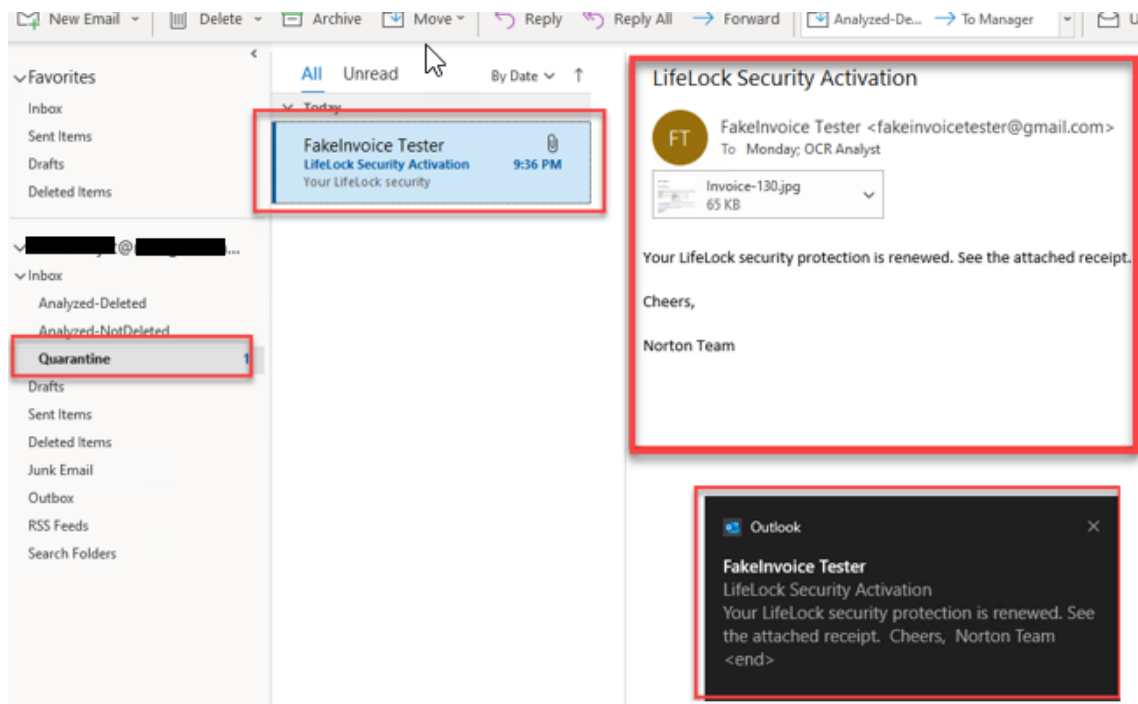 New Email Delete Archive Move Reply Reply All Forward Analyzed-De... To Manager U
Favorites
Inbox
Sent Items
Drafts
Deleted Items
@ ...
Inbox
Analyzed-Deleted
Analyzed-NotDeleted
Quarantine 1
Drafts
Sent Items
Deleted Items
Junk Email
Outbox
RSS Feeds
Search Folders
All Unread By Date
Today
FakeInvoice Tester
LifeLock Security Activation 9:36 PM
Your LifeLock security
LifeLock Security Activation
FT
FakeInvoice Tester <fakeinvoicetester@gmail.com>
To Monday; OCR Analyst
Invoice-130.jpg
65 KB
Your LifeLock security protection is renewed. See the attached receipt.
Cheers,
Norton Team
Outlook
FakeInvoice Tester
LifeLock Security Activation
Your LifeLock security protection is renewed. See
the attached receipt. Cheers, Norton Team
<end>